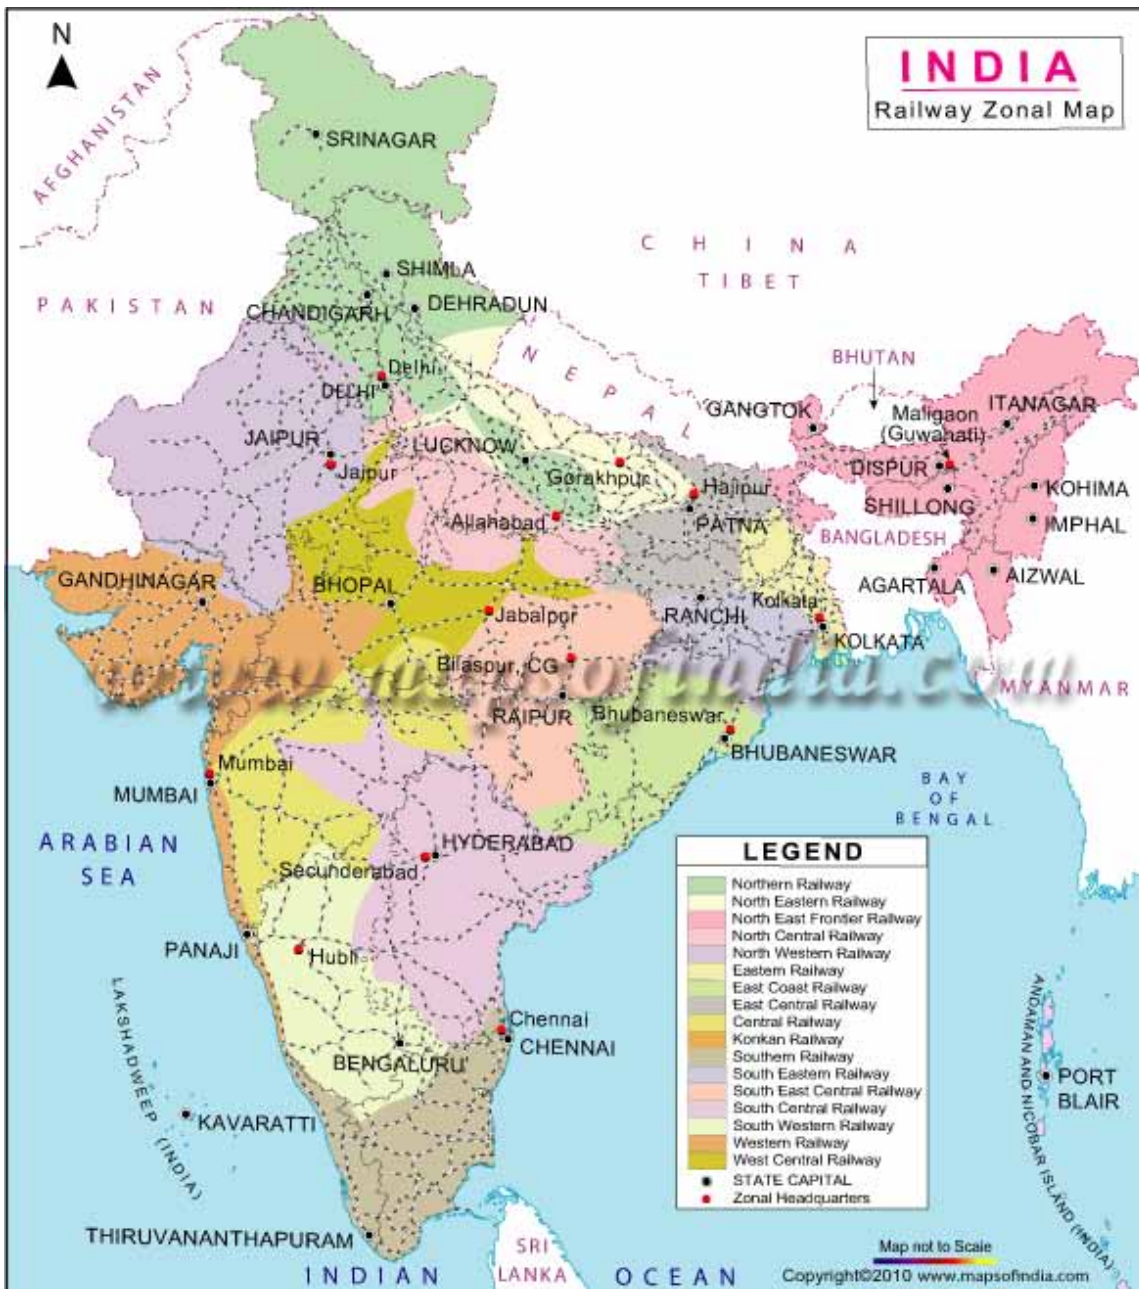 N
INDIA
Railway Zonal Map
AFGHANISTAN
SRINAGAR
CHINA
TIBET
PAKISTAN
SHIMLA
CHANDIGARH
DEHRADUN
NEPAL
BHUTAN
Delhi
DELHI
GANGTOK
Maligaon
(Guwahati)
ITANAGAR
JAIPUR
Jaipur
LUCKNOW
Gorakhpur
Hajipur
DISPUR
SHILLONG
KOHIMA
Allahabad
PATNA
BANGLADESH
IMPHAL
GANDHINAGAR
BHOPAL
Jabalpor
RANCHI
Kolkata
KOLKATA
AGARTALA
AIZWAL
www.mapsofindia.com
Bilaspur, CG
RAIPUR
Bhubaneswar
BHUBANESWAR
MYANMAR
Mumbai
MUMBAI
BAY
OF
BENGAL
ARABIAN
SEA
HYDERABAD
Secunderabad
PANAJI
Hubli
Chennai
CHENNAI
BENGALURU
LAKSHADWEEP (INDIA)
KAVARATTI
THIRUVANANTHAPURAM
ANDAMAN AND NICOBAR ISLAND (INDIA)
PORT
BLAIR
LEGEND
Northern Railway
North Eastern Railway
North East Frontier Railway
North Central Railway
North Western Railway
Eastern Railway
East Coast Railway
East Central Railway
Central Railway
Konkan Railway
Southern Railway
South Eastern Railway
South East Central Railway
South Central Railway
South Western Railway
Western Railway
West Central Railway
STATE CAPITAL
Zonal Headquarters
SRI
LANKA
INDIAN OCEAN
Map not to Scale
Copyright©2010 www.mapsofindia.com